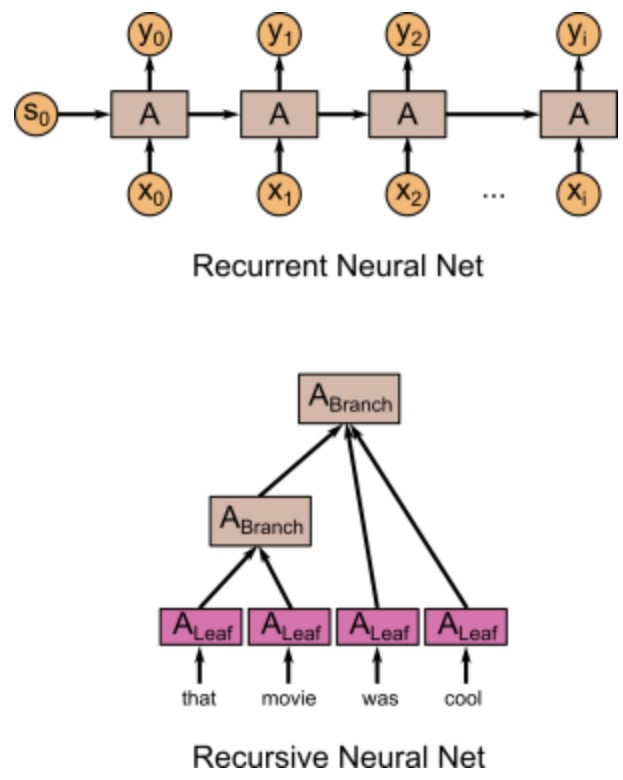 y0 y1 y2 yi
s0 A A A A
x0 x1 x2 ... xi
Recurrent Neural Net
ABranch
ABranch
ALeaf ALeaf ALeaf ALeaf
that movie was cool
Recursive Neural Net